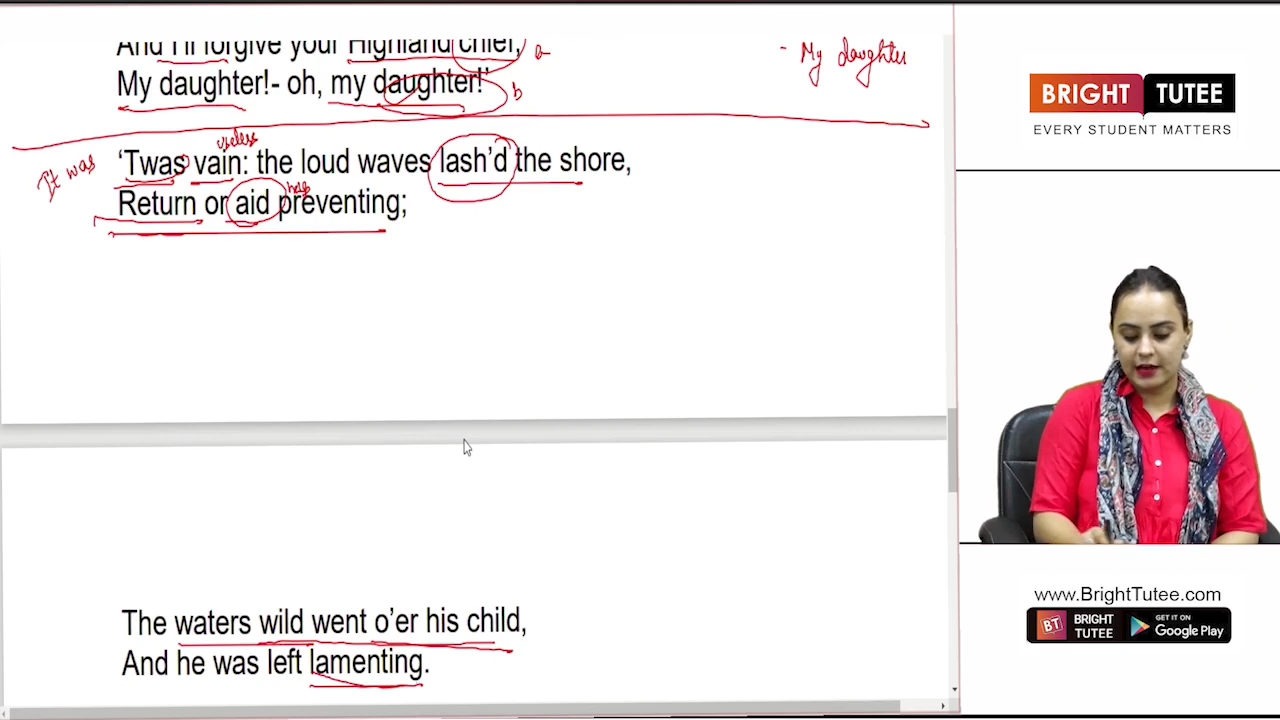 And I'll forgive your Highland chief, a
My daughter!- oh, my daughter!' b
- My daughter
useless
It was
'Twas vain: the loud waves lash'd the shore,
help
Return or aid preventing;
The waters wild went o'er his child,
And he was left lamenting.
BRIGHT TUTEE
EVERY STUDENT MATTERS
www.BrightTutee.com
BT BRIGHT TUTEE
GET IT ON
Google Play